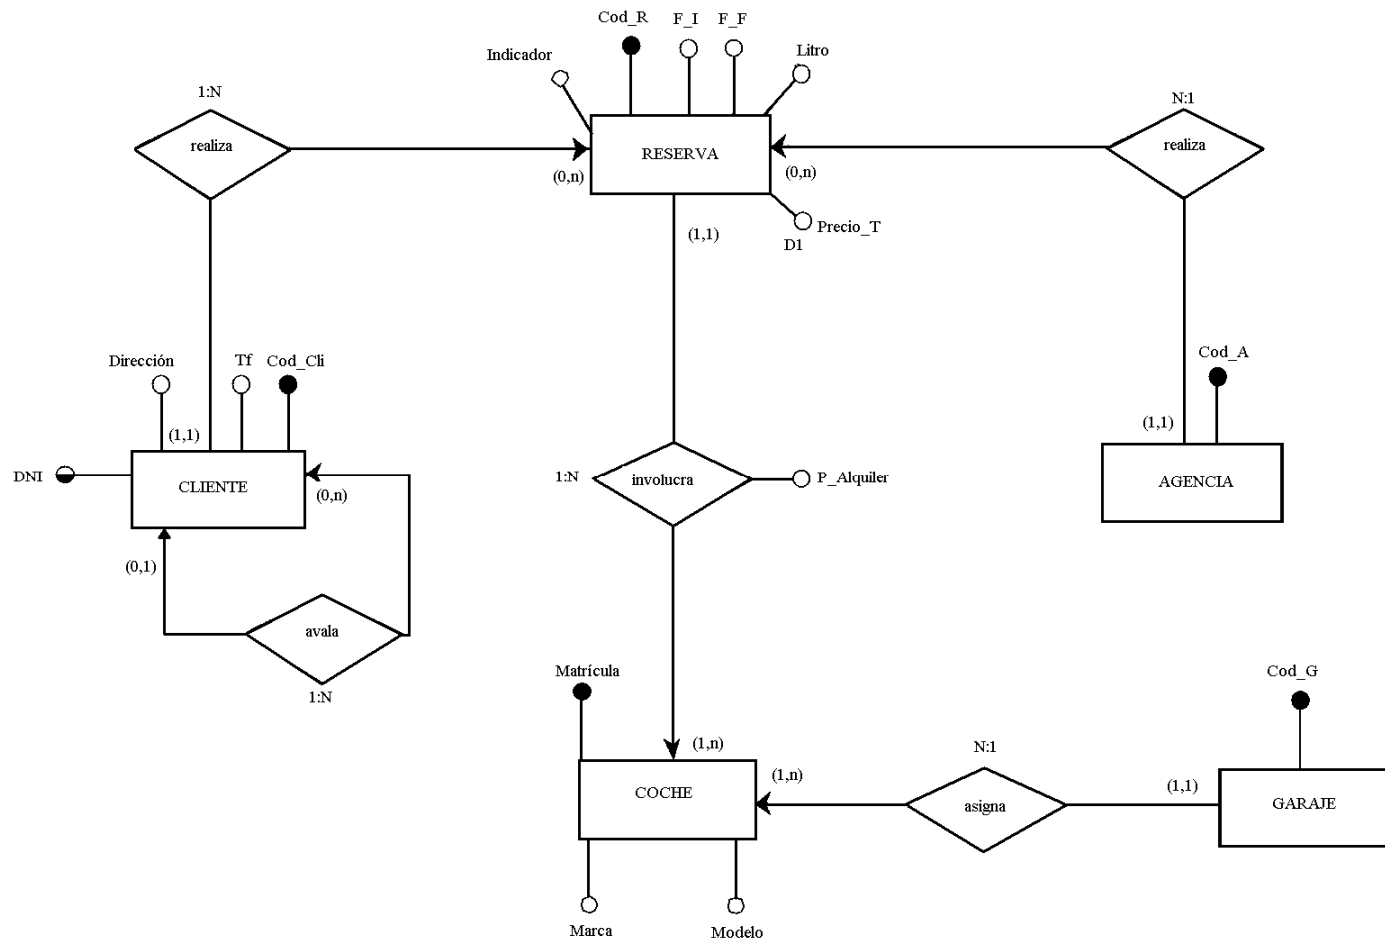 Cod_R
F_I
F_F
Indicador
Litro
1:N
N:1
realiza
RESERVA
realiza
(0,n)
(0,n)
(1,1)
Precio_T
D1
Dirección
Tf
Cod_Cli
Cod_A
(1,1)
(1,1)
DNI
CLIENTE
(0,n)
1:N
involucra
P_Alquiler
AGENCIA
(0,1)
avala
1:N
Matrícula
Cod_G
(1,n)
N:1
COCHE
(1,n)
asigna
(1,1)
GARAJE
Marca
Modelo